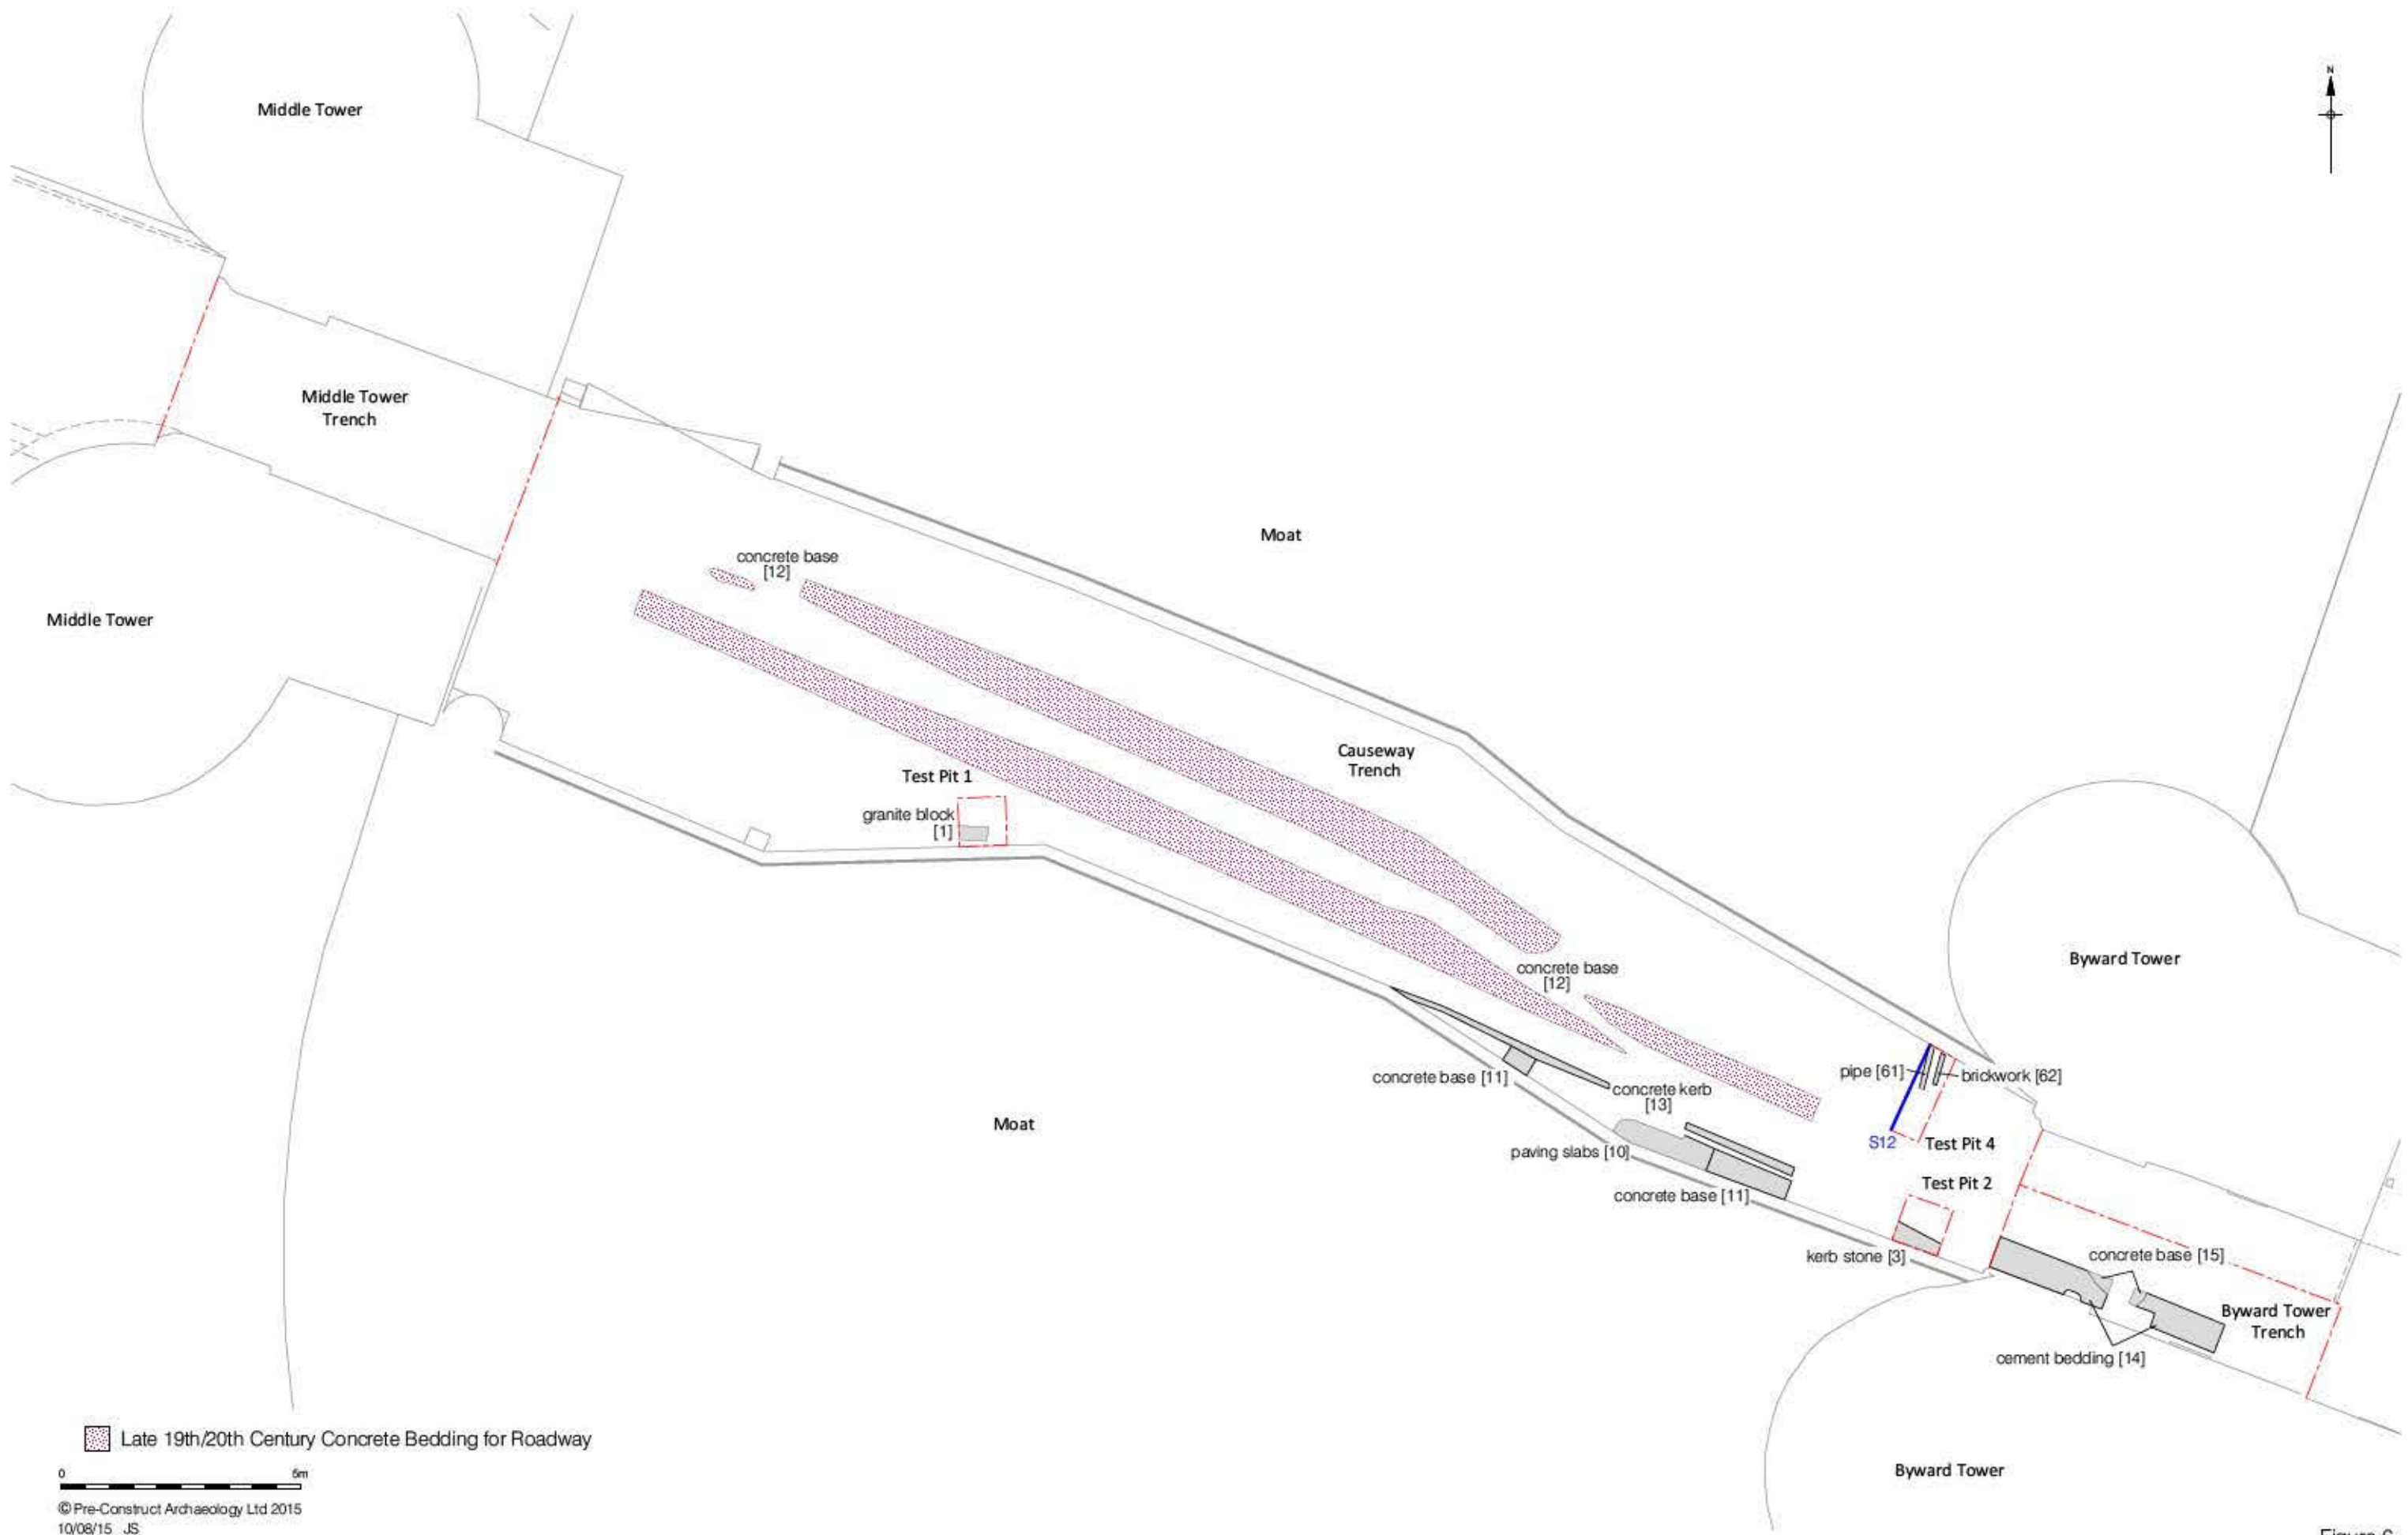 Middle Tower
N
Middle Tower
Trench
Moat
concrete base
[12]
Middle Tower
Causeway
Trench
Test Pit 1
granite block
[1]
Byward Tower
concrete base
[12]
pipe [61]
brickwork [62]
concrete base [11]
concrete kerb
[13]
Moat
S12
Test Pit 4
paving slabs [10]
Test Pit 2
concrete base [11]
kerb stone [3]
concrete base [15]
Byward Tower
Trench
cement bedding [14]
Late 19th/20th Century Concrete Bedding for Roadway
Byward Tower
0
5m
© Pre-Construct Archaeology Ltd 2015
10/08/15 JS
Figure 6